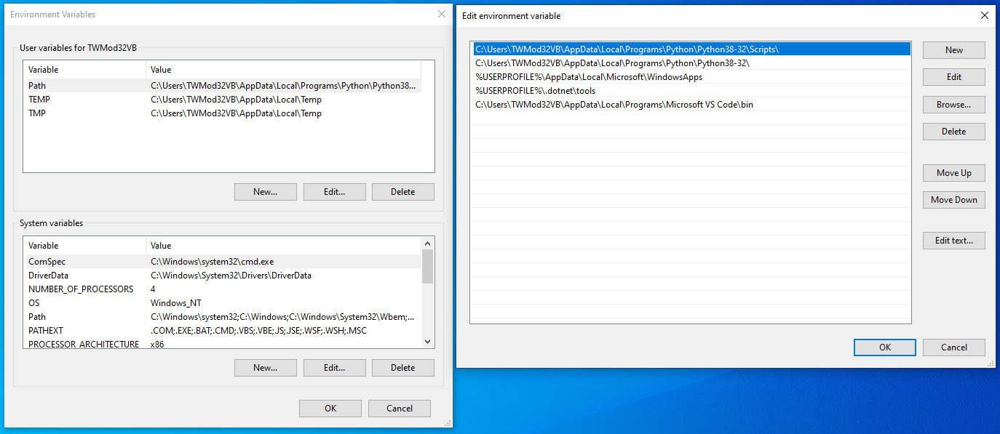 Environment Variables
User variables for TWMod32VB
Variable Value
Path C:\Users\TWMod32VB\AppData\Local\Programs\Python\Python38...
TEMP C:\Users\TWMod32VB\AppData\Local\Temp
TMP C:\Users\TWMod32VB\AppData\Local\Temp
New... Edit... Delete
System variables
Variable Value
ComSpec C:\Windows\system32\cmd.exe
DriverData C:\Windows\System32\Drivers\DriverData
NUMBER_OF_PROCESSORS 4
OS Windows_NT
Path C:\Windows\system32;C:\Windows;C:\Windows\System32\Wbem;...
PATHEXT .COM;.EXE;.BAT;.CMD;.VBS;.VBE;.JS;.JSE;.WSF;.WSH;.MSC
PROCESSOR_ARCHITECTURE x86
New... Edit... Delete
OK Cancel
Edit environment variable
C:\Users\TWMod32VB\AppData\Local\Programs\Python\Python38-32\Scripts\
C:\Users\TWMod32VB\AppData\Local\Programs\Python\Python38-32\
%USERPROFILE%\AppData\Local\Microsoft\WindowsApps
%USERPROFILE%\.dotnet\tools
C:\Users\TWMod32VB\AppData\Local\Programs\Microsoft VS Code\bin
New
Edit
Browse...
Delete
Move Up
Move Down
Edit text...
OK Cancel